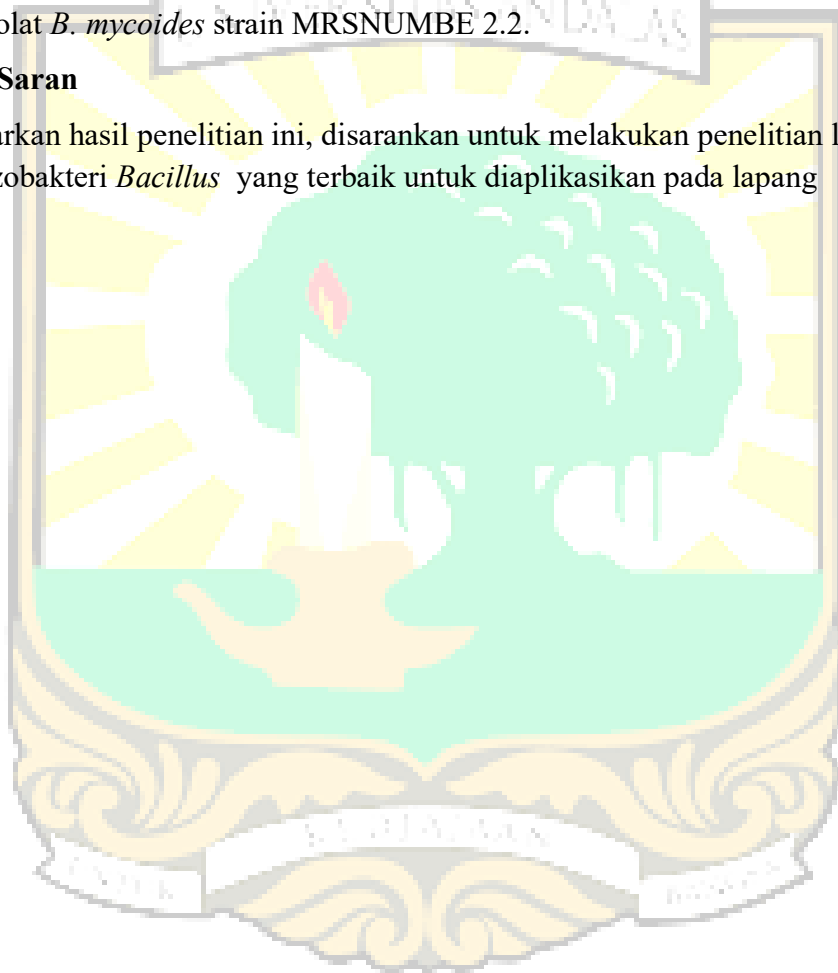 olat B. mycoides strain MRSNUMBE 2.2.
Saran
arkan hasil penelitian ini, disarankan untuk melakukan penelitian l
zobakteri Bacillus yang terbaik untuk diaplikasikan pada lapang